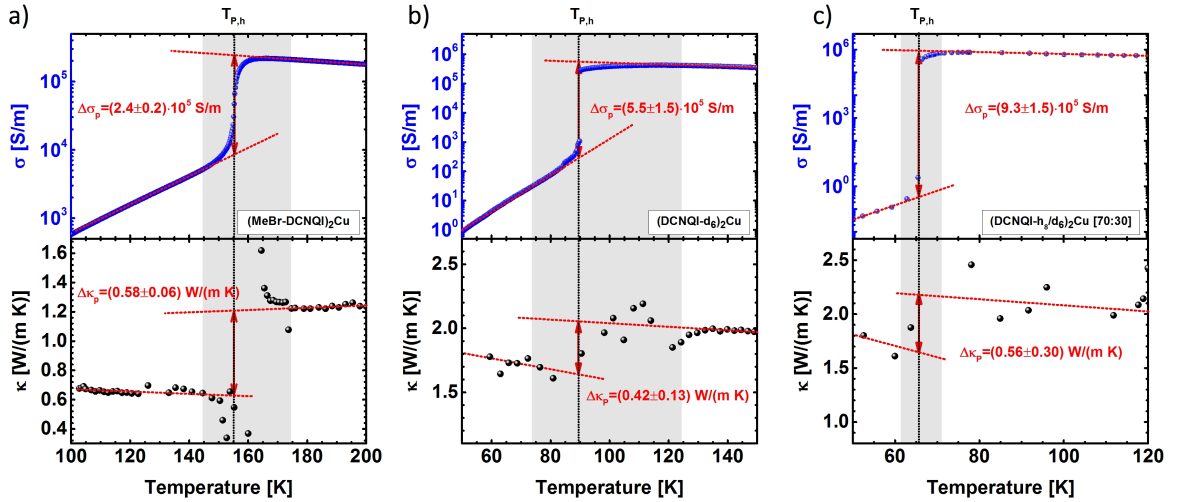 a)
T_P,h
σ [S/m]
10^5
10^4
10^3
Δσ_p=(2.4±0.2)·10^5 S/m
(MeBr-DCNQI)_2Cu
κ [W/(m K)]
1.6
1.4
1.2
1.0
0.8
0.6
0.4
Δκ_p=(0.58±0.06) W/(m K)
100 120 140 160 180 200
Temperature [K]
b)
T_P,h
σ [S/m]
10^6
10^5
10^4
10^3
10^2
10^1
10^0
Δσ_p=(5.5±1.5)·10^5 S/m
(DCNQI-d_6)_2Cu
κ [W/(m K)]
2.5
2.0
1.5
Δκ_p=(0.42±0.13) W/(m K)
60 80 100 120 140
Temperature [K]
c)
T_P,h
σ [S/m]
10^6
10^4
10^2
10^0
Δσ_p=(9.3±1.5)·10^5 S/m
(DCNQI-h_8/d_6)_2Cu [70:30]
κ [W/(m K)]
2.5
2.0
1.5
1.0
Δκ_p=(0.56±0.30) W/(m K)
60 80 100 120
Temperature [K]